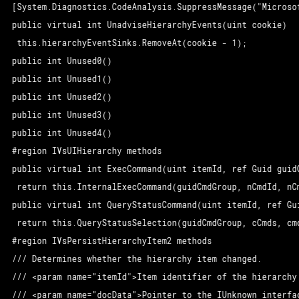 [System.Diagnostics.CodeAnalysis.SuppressMessage("Microsof
public virtual int UnadviseHierarchyEvents(uint cookie)
this.hierarchyEventSinks.RemoveAt(cookie - 1);
public int Unused0()
public int Unused1()
public int Unused2()
public int Unused3()
public int Unused4()
#region IVsUIHierarchy methods
public virtual int ExecCommand(uint itemId, ref Guid guidC
return this.InternalExecCommand(guidCmdGroup, nCmdId, nCm
public virtual int QueryStatusCommand(uint itemId, ref Gui
return this.QueryStatusSelection(guidCmdGroup, cCmds, cmd
#region IVsPersistHierarchyItem2 methods
/// Determines whether the hierarchy item changed.
/// <param name="itemId">Item identifier of the hierarchy
/// <param name="docData">Pointer to the IUnknown interfac